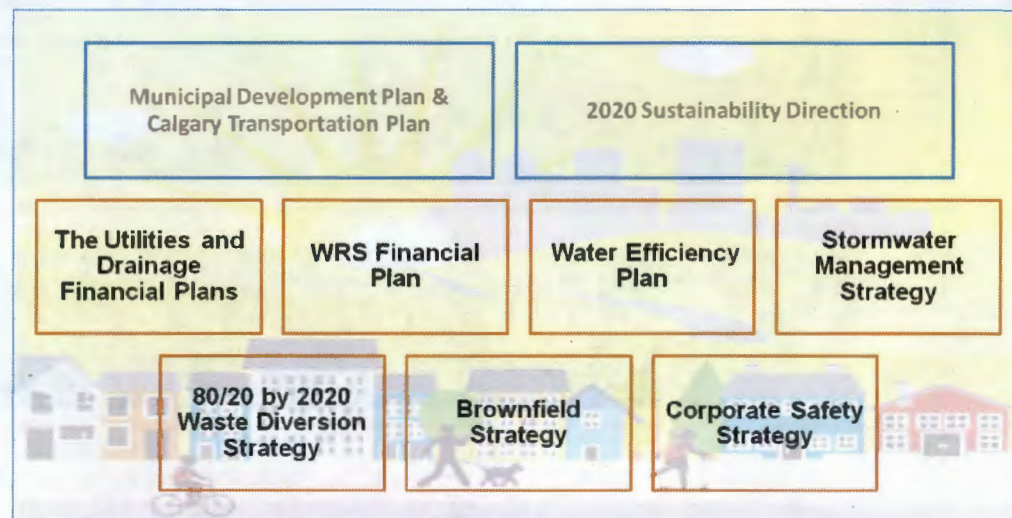 Municipal Development Plan &
Calgary Transportation Plan
2020 Sustainability Direction
The Utilities and
Drainage
Financial Plans
WRS Financial
Plan
Water Efficiency
Plan
Stormwater
Management
Strategy
80/20 by 2020
Waste Diversion
Strategy
Brownfield
Strategy
Corporate Safety
Strategy